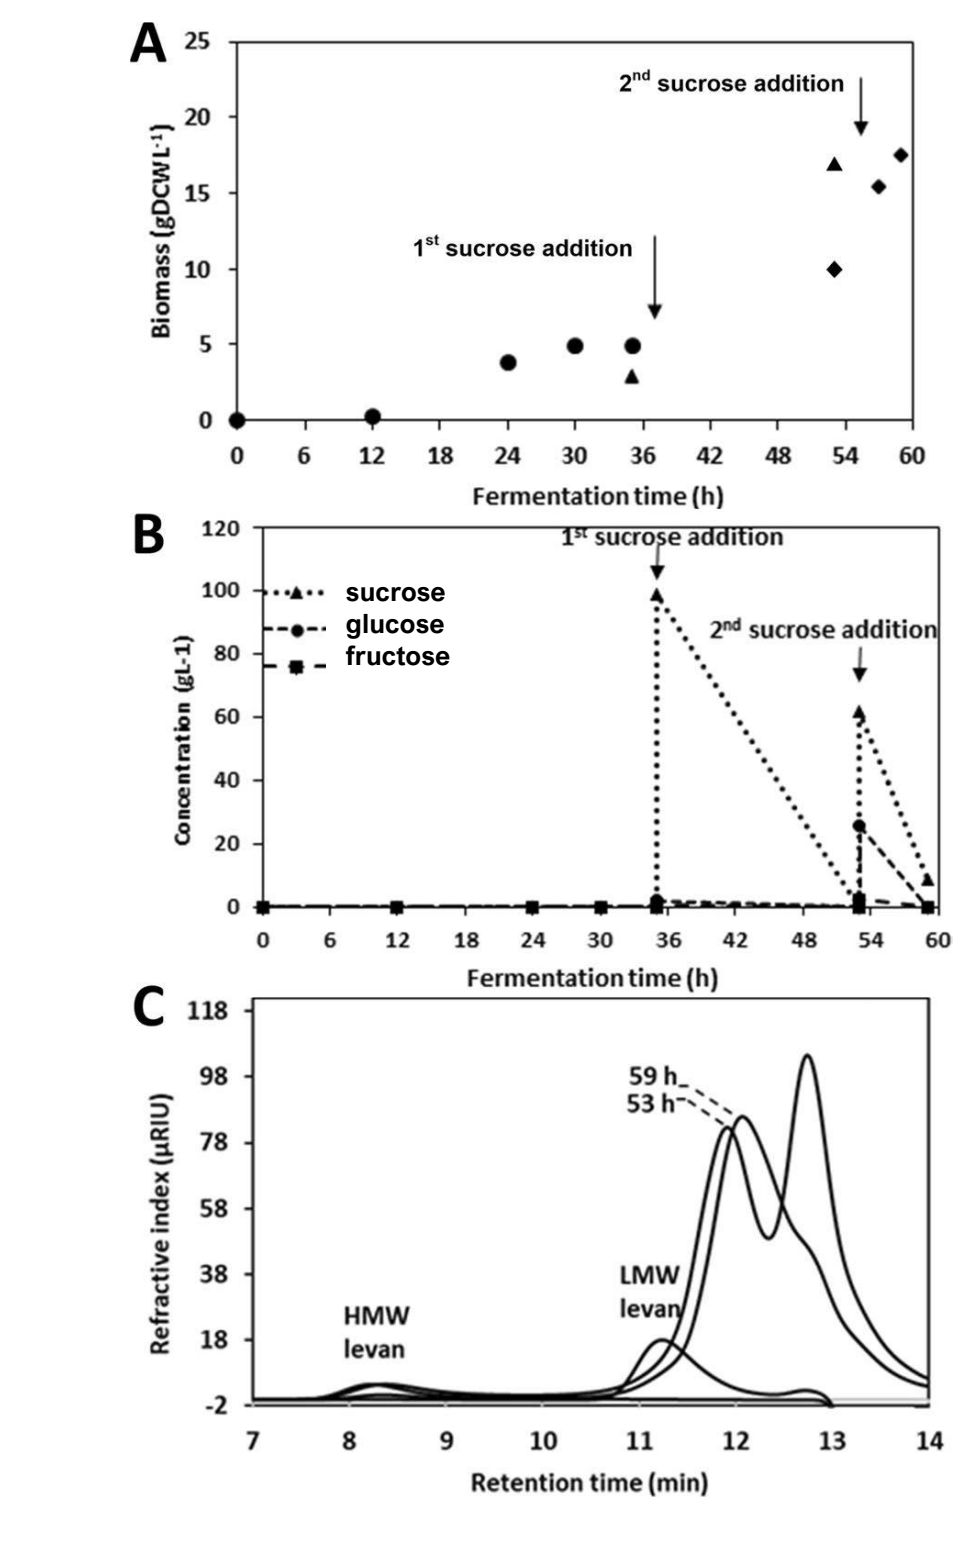 A
25
20
15
10
5
0
Biomass (gDCWL-1)
2nd sucrose addition
1st sucrose addition
0 6 12 18 24 30 36 42 48 54 60
Fermentation time (h)
B
120
100
80
60
40
20
0
Concentration (gL-1)
1st sucrose addition
2nd sucrose addition
sucrose
glucose
fructose
0 6 12 18 24 30 36 42 48 54 60
Fermentation time (h)
C
118
98
78
58
38
18
-2
Refractive index (µRIU)
59 h
53 h
LMW
levan
HMW
levan
7 8 9 10 11 12 13 14
Retention time (min)